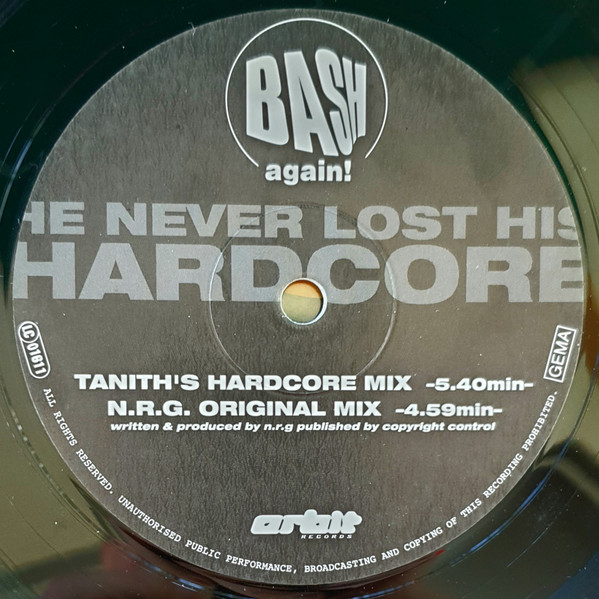 BASH
again!
HE NEVER LOST HIS
HARDCORE
LC 01611
GEMA
TANITH'S HARDCORE MIX -5.40min-
N.R.G. ORIGINAL MIX -4.59min-
written & produced by n.r.g published by copyright control
orbit
RECORDS
ALL RIGHTS RESERVED. UNAUTHORISED PUBLIC PERFORMANCE, BROADCASTING AND COPYING OF THIS RECORDING PROHIBITED.